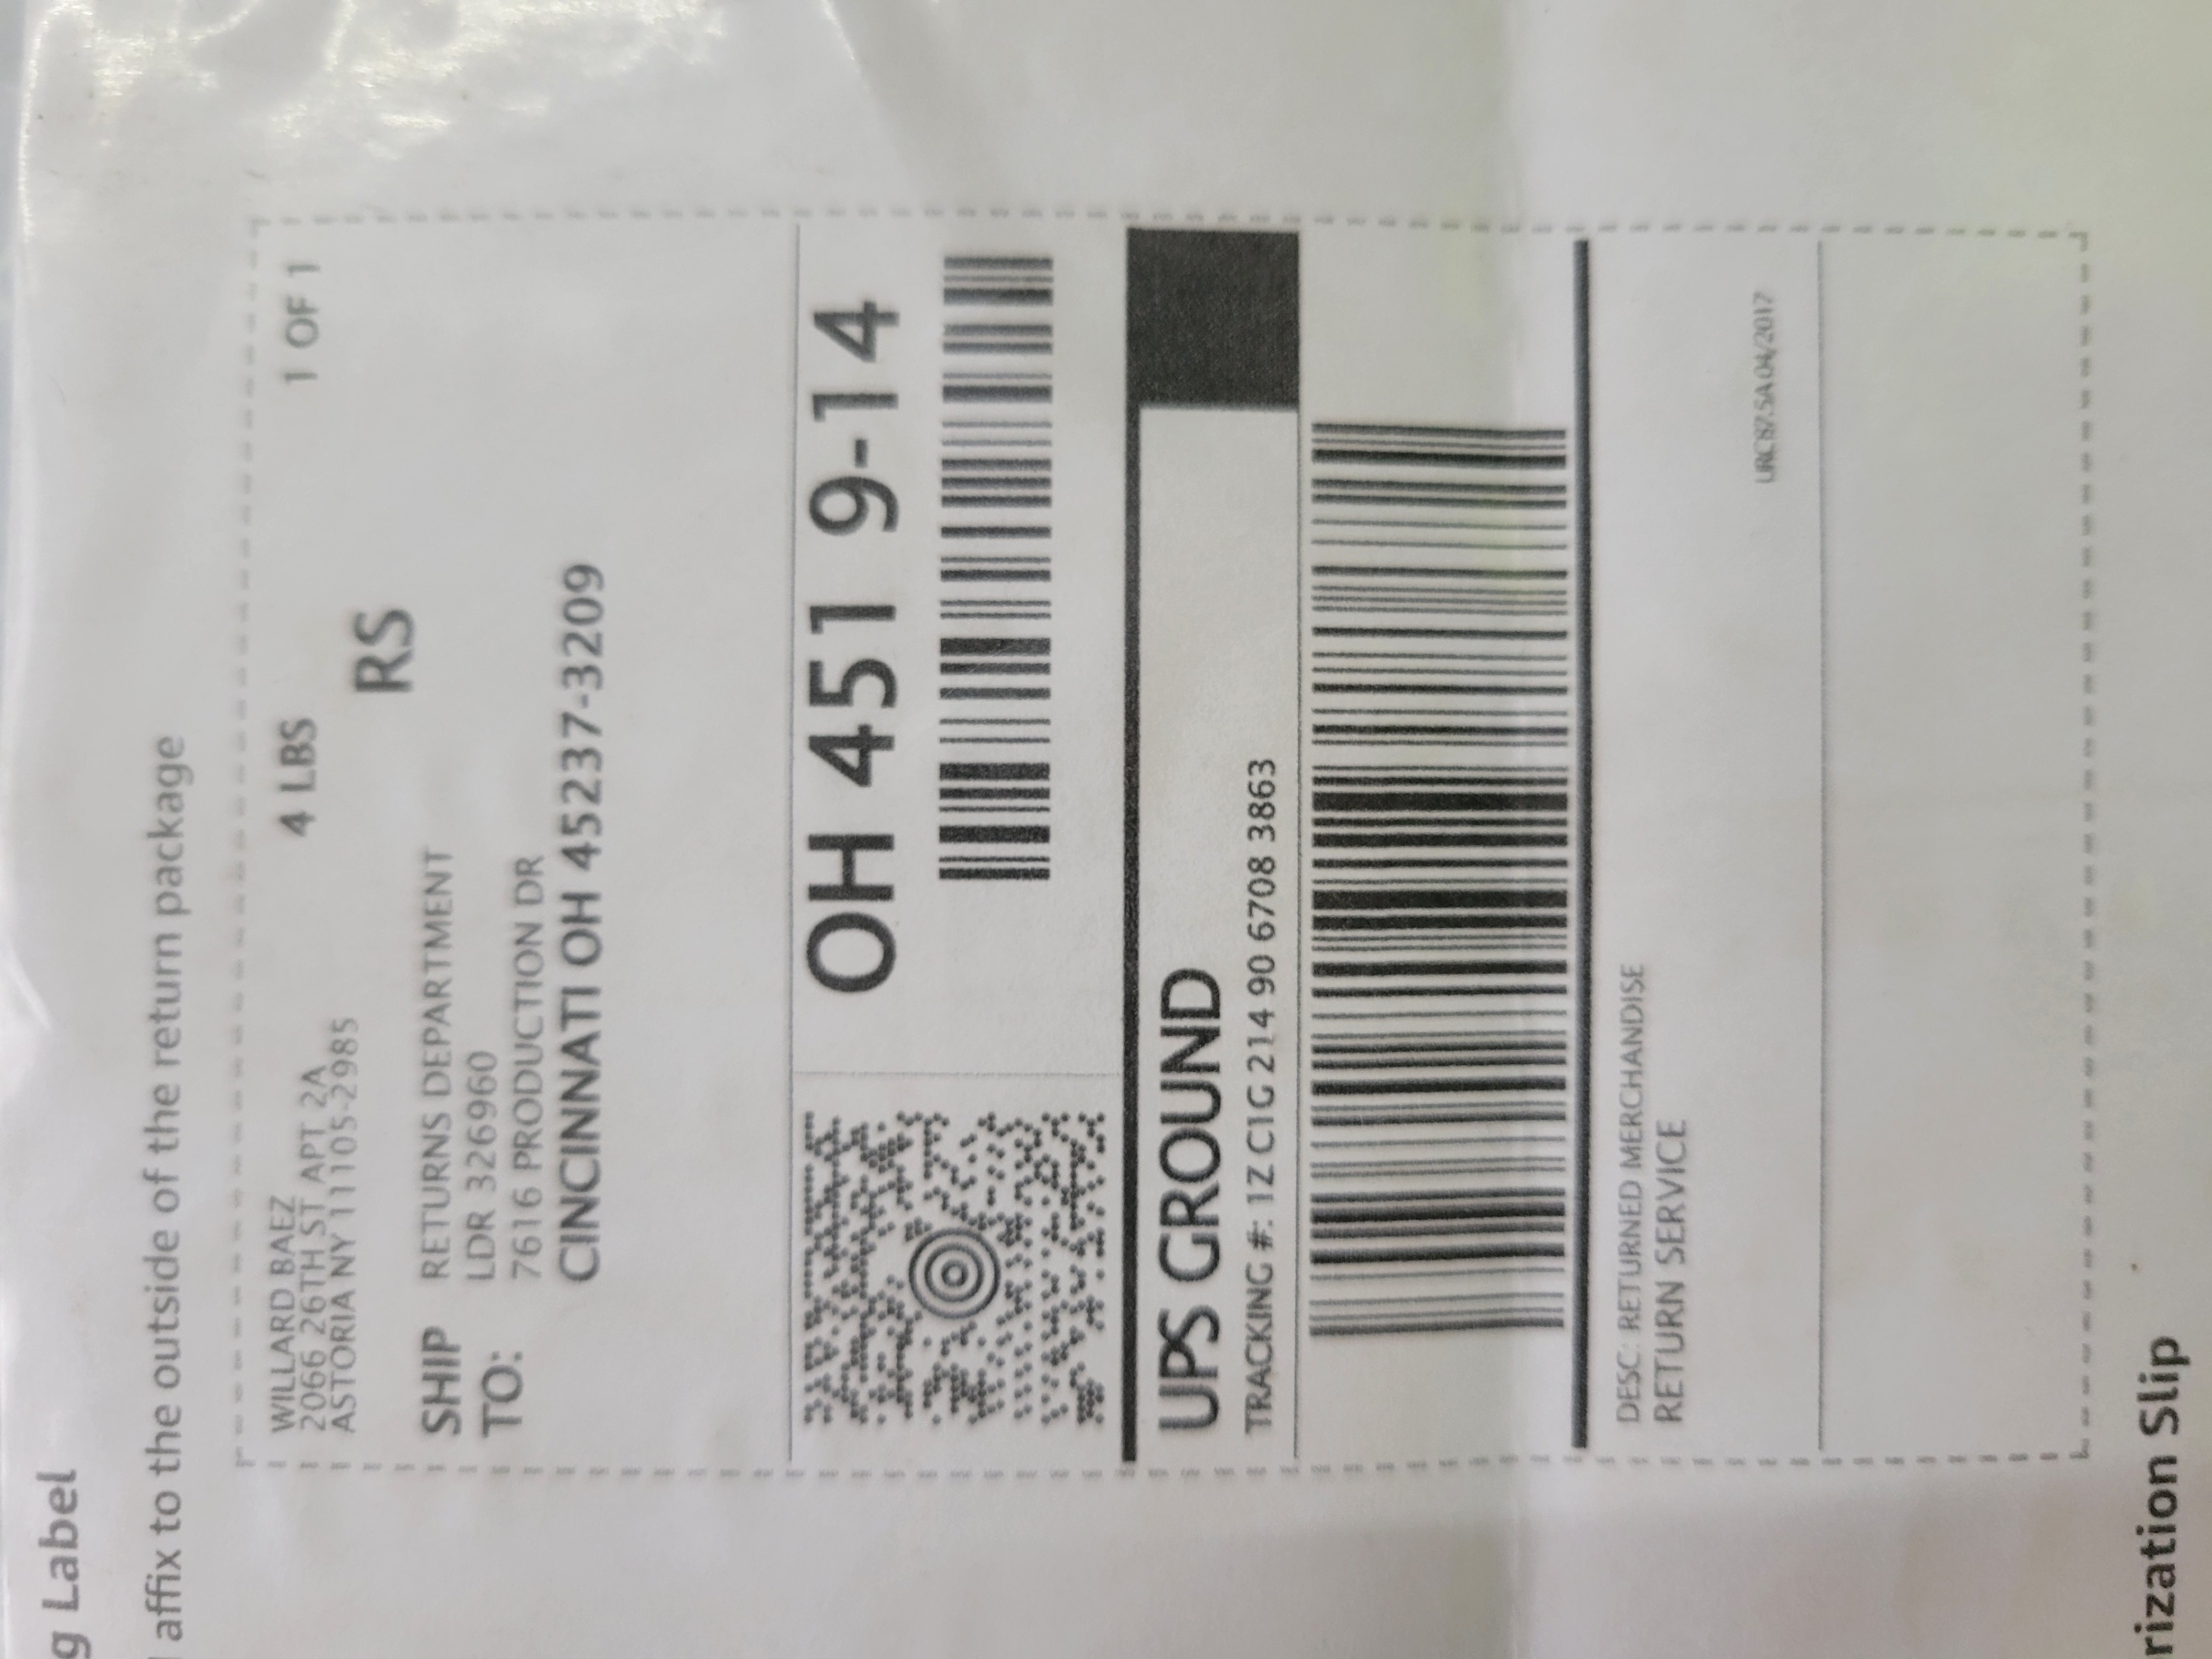 g Label
affix to the outside of the return package
WILLARD BAEZ
2066 26TH ST APT 2A
ASTORIA NY 11105-2985
4 LBS
1 OF 1
RS
SHIP TO:
RETURNS DEPARTMENT
LDR 326960
7616 PRODUCTION DR
CINCINNATI OH 45237-3209
OH 451 9-14
UPS GROUND
TRACKING #: 1Z C1G 214 90 6708 3863
DESC: RETURNED MERCHANDISE
RETURN SERVICE
04/2017
rization Slip